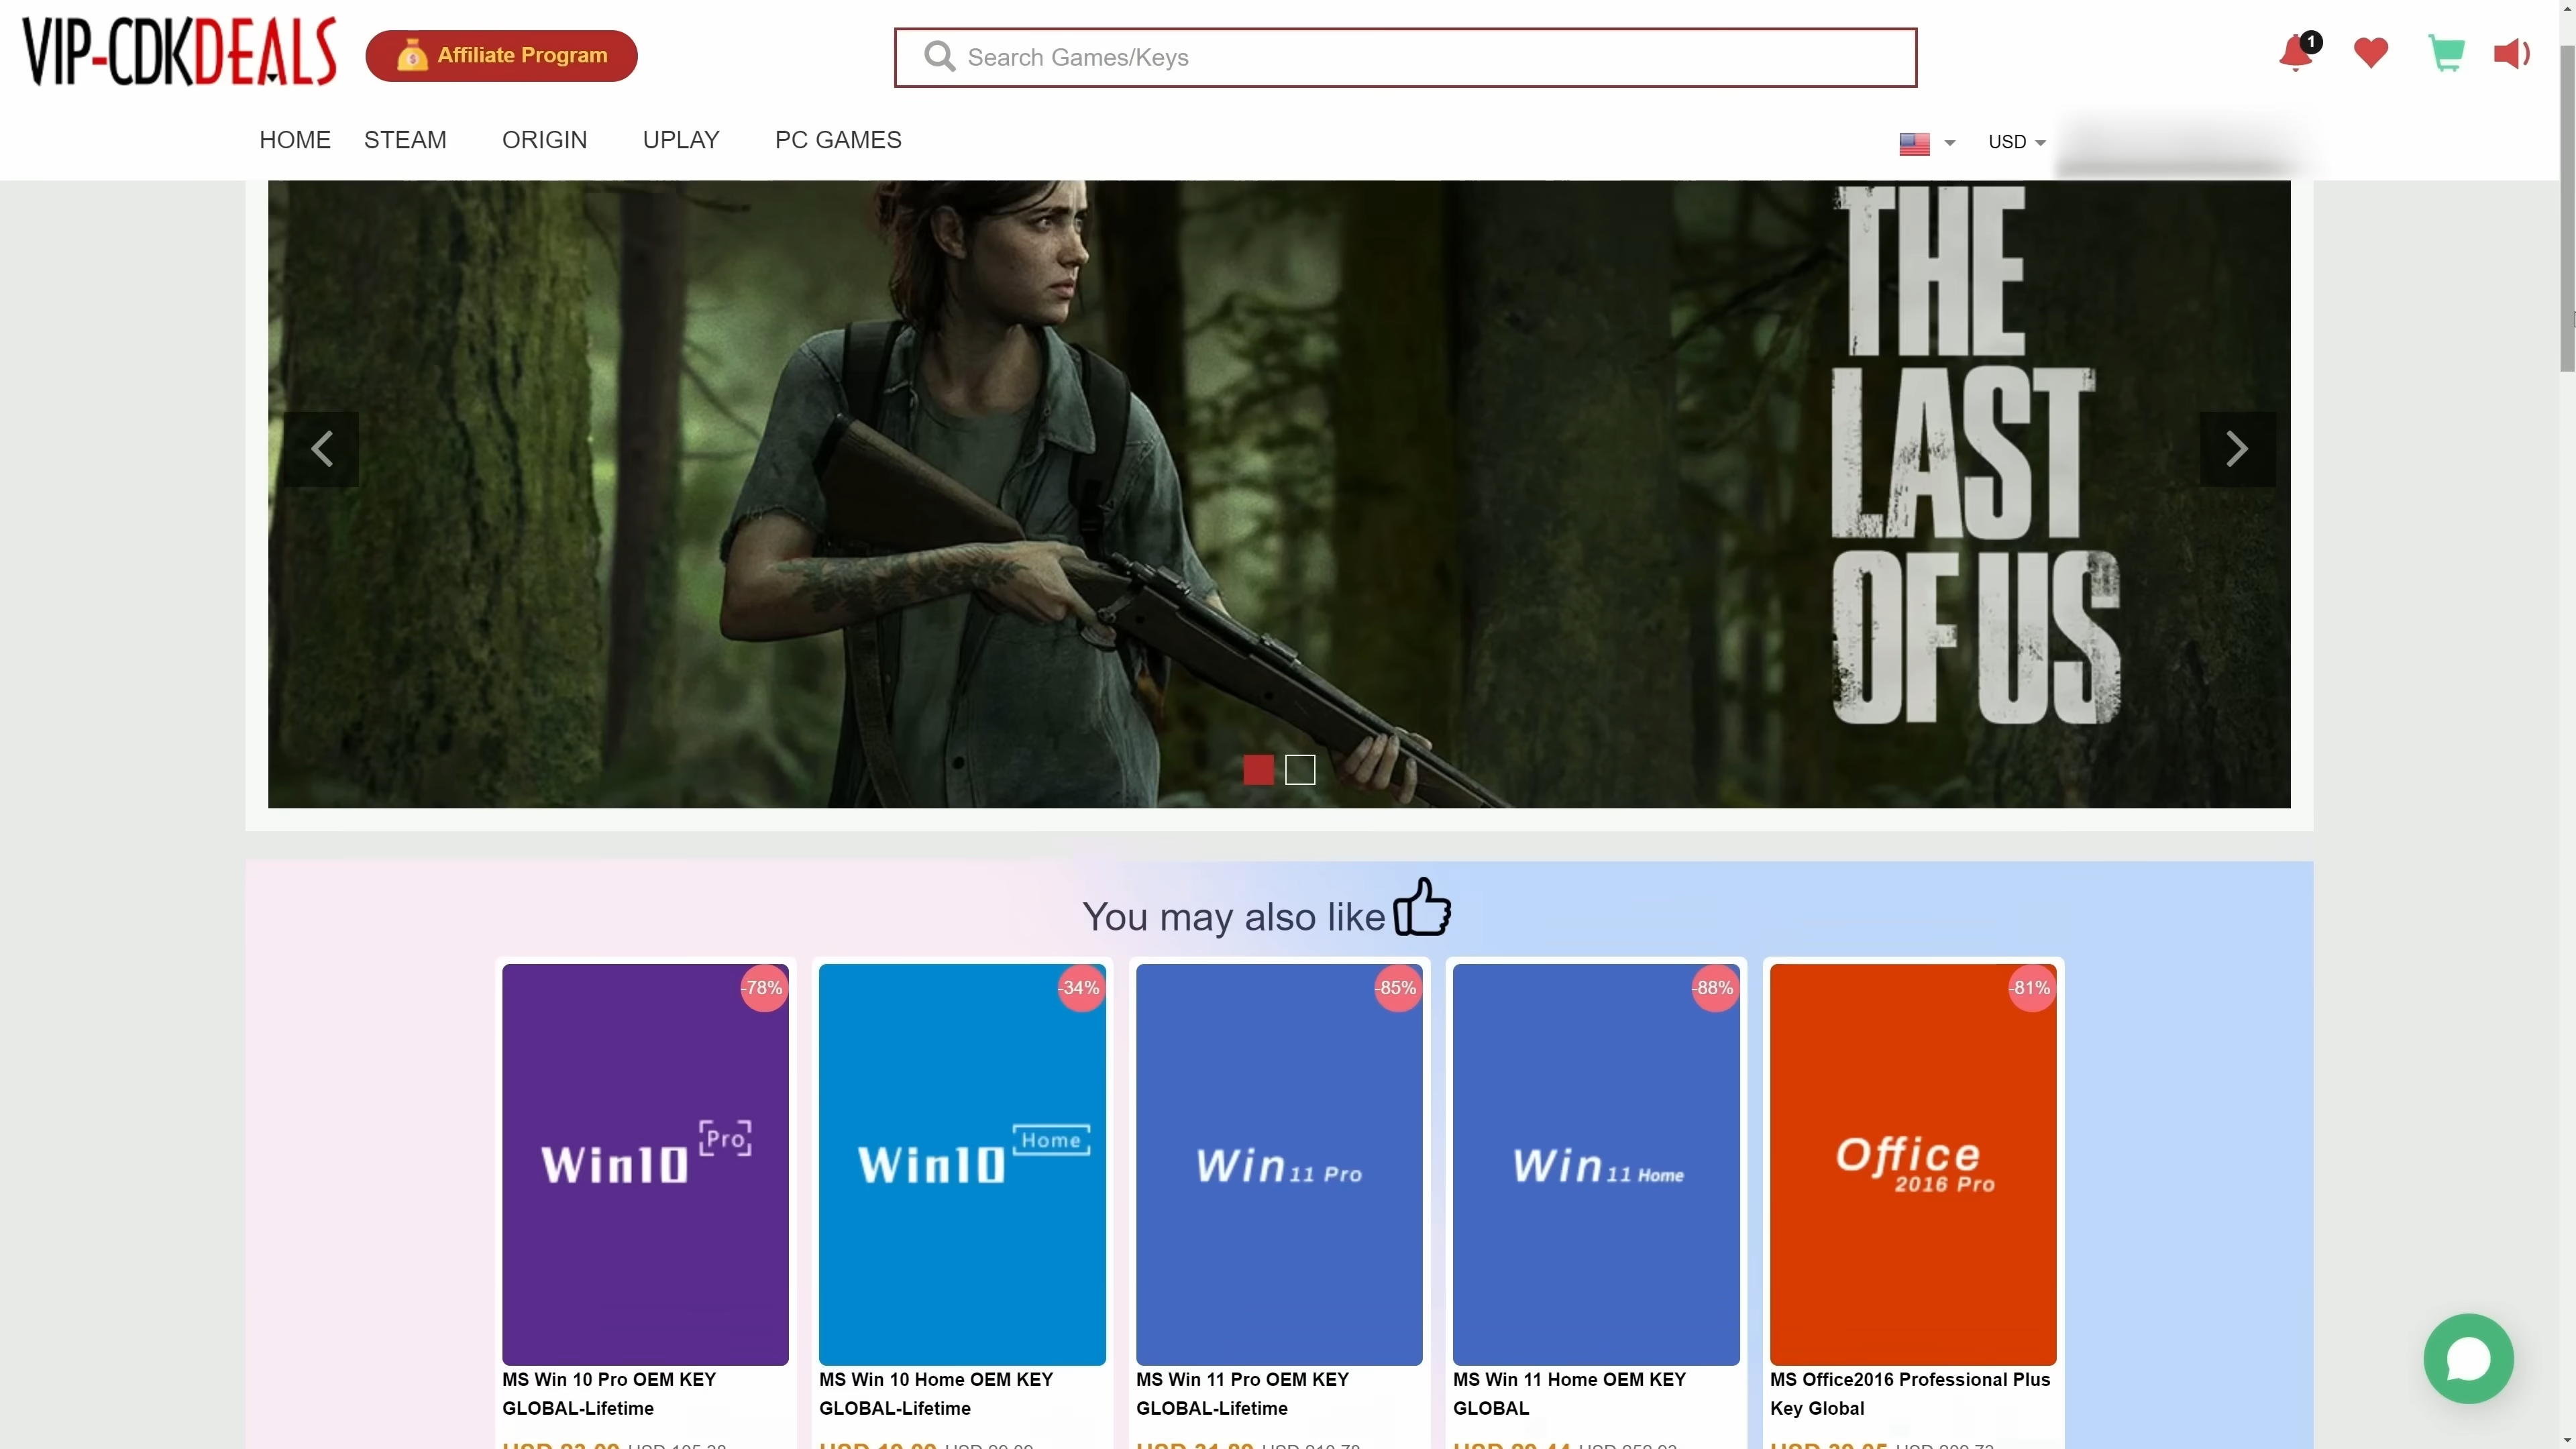 VIP-CDKDEALS
Affiliate Program
Search Games/Keys
1
HOME STEAM ORIGIN UPLAY PC GAMES
USD
THE
LAST
OF US
You may also like
-78%
-34%
-85%
-88%
-81%
Win10 Pro
Win10 Home
Win 11 Pro
Win 11 Home
Office
2016 Pro
MS Win 10 Pro OEM KEY
GLOBAL-Lifetime
MS Win 10 Home OEM KEY
GLOBAL-Lifetime
MS Win 11 Pro OEM KEY
GLOBAL-Lifetime
MS Win 11 Home OEM KEY
GLOBAL
MS Office2016 Professional Plus
Key Global